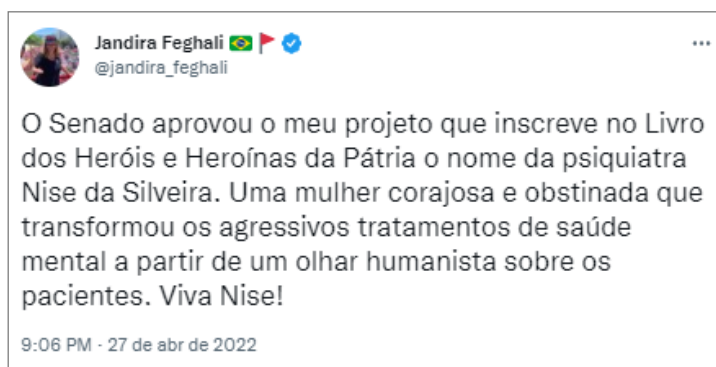 Jandira Feghali 🇧🇷🚩
@jandira_feghali
O Senado aprovou o meu projeto que inscreve no Livro
dos Heróis e Heroínas da Pátria o nome da psiquiatra
Nise da Silveira. Uma mulher corajosa e obstinada que
transformou os agressivos tratamentos de saúde
mental a partir de um olhar humanista sobre os
pacientes. Viva Nise!
9:06 PM · 27 de abr de 2022